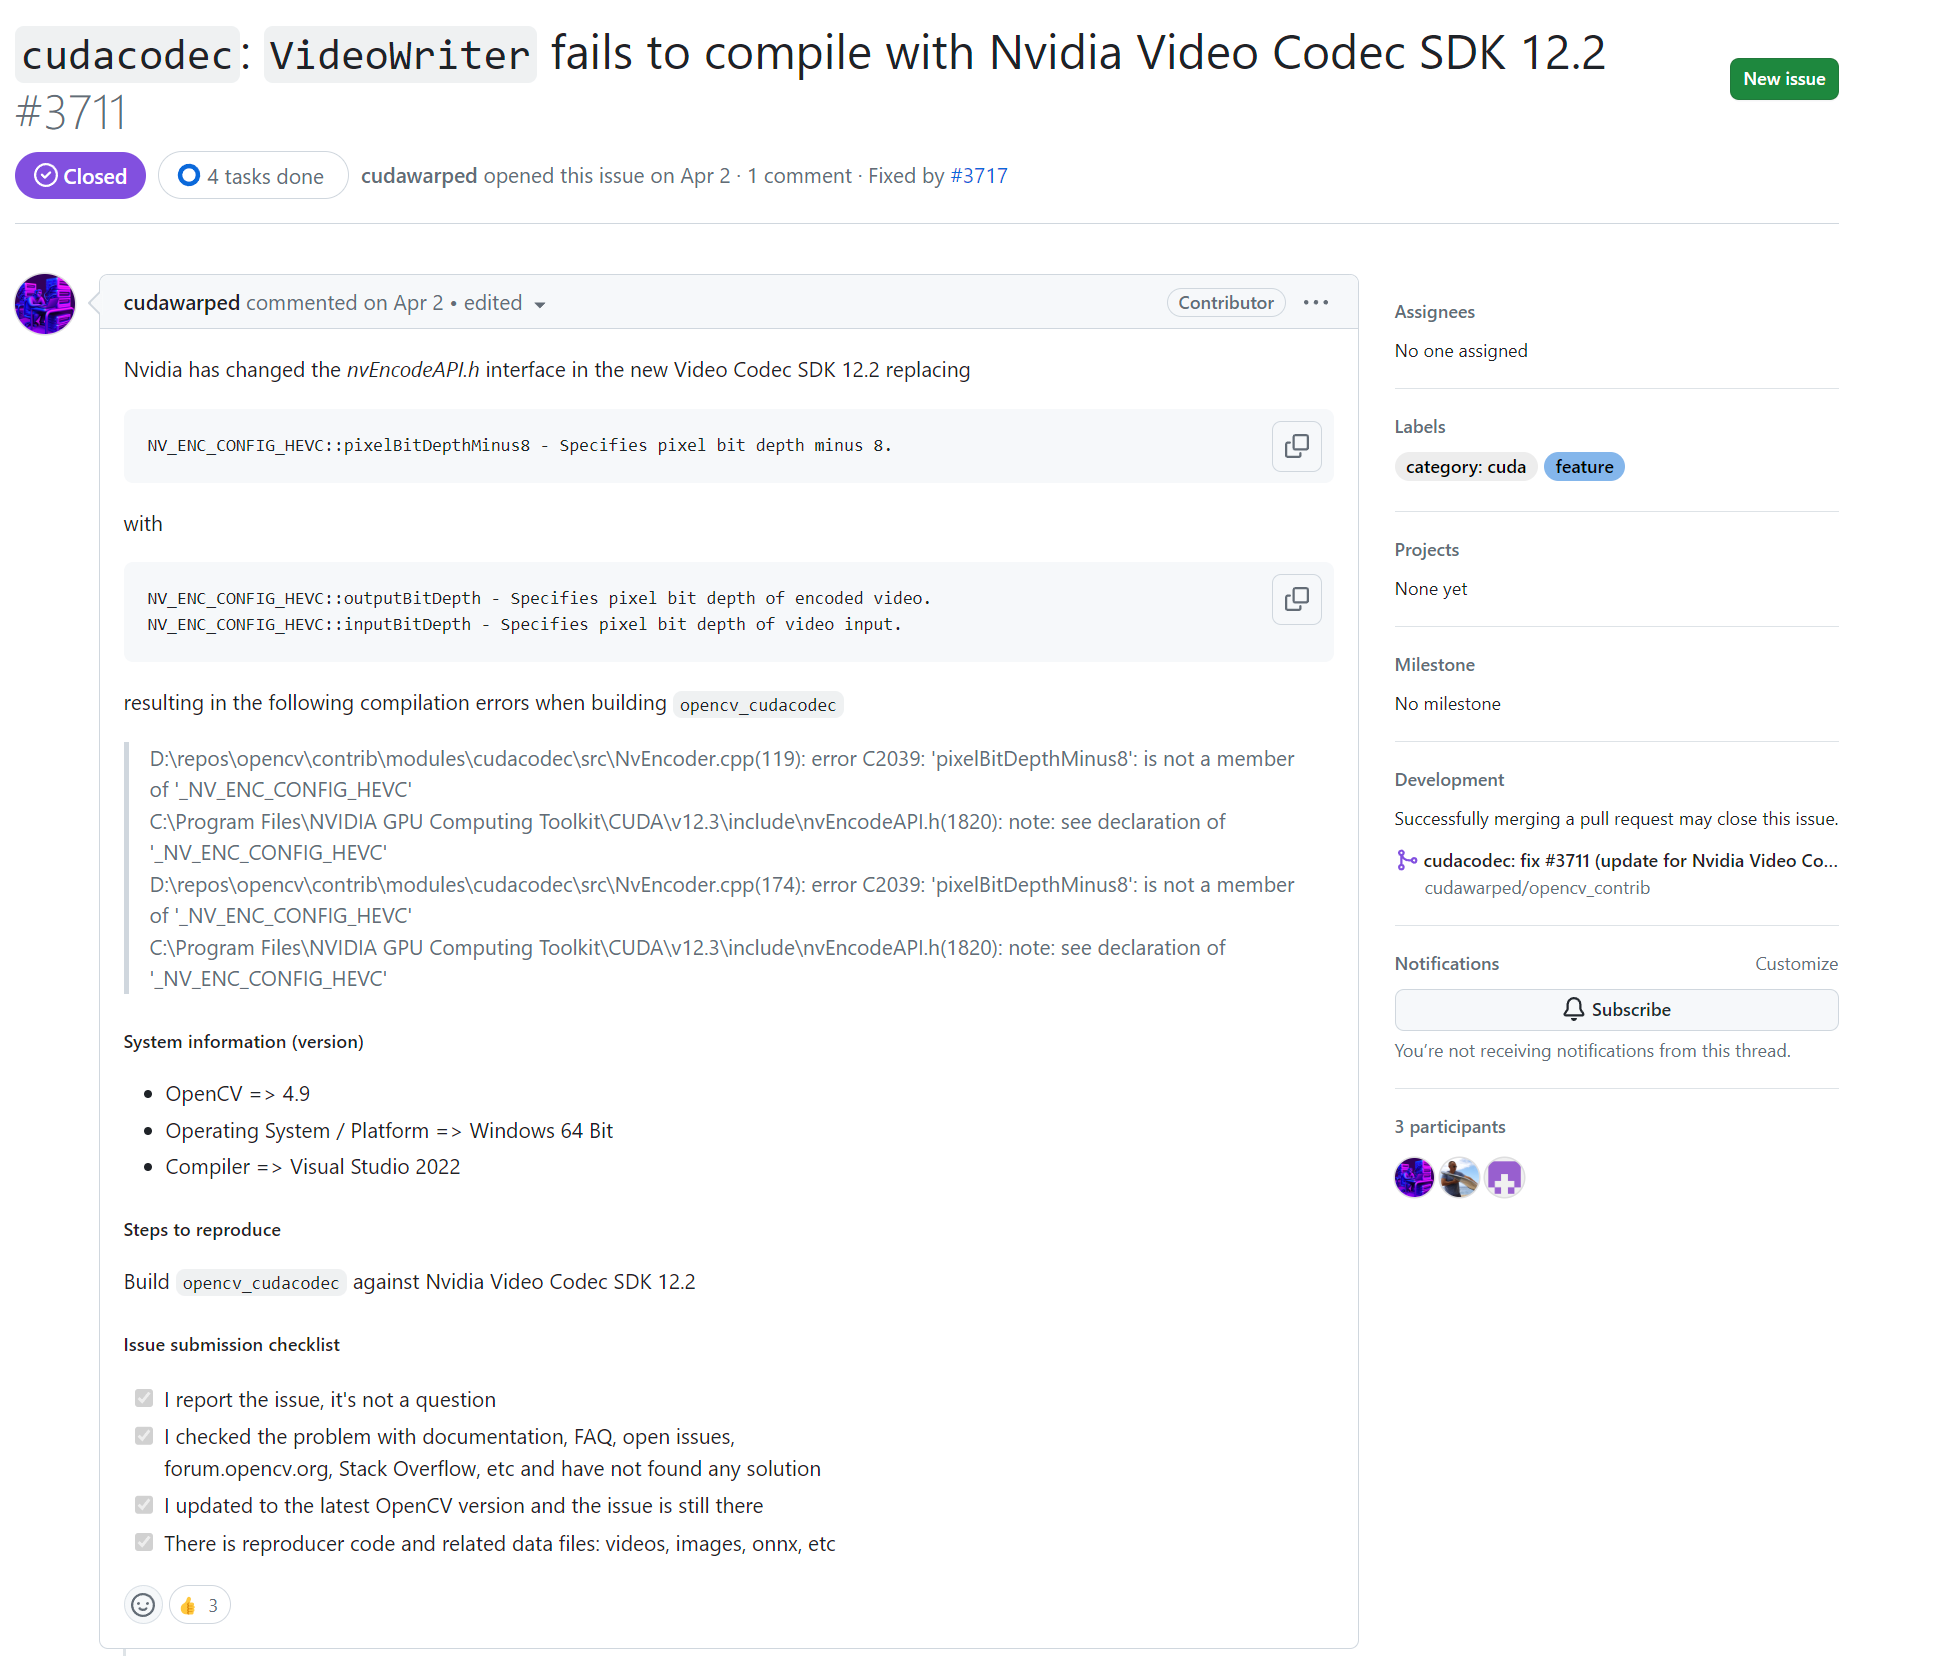 cudacodec: VideoWriter fails to compile with Nvidia Video Codec SDK 12.2
#3711
New issue
Closed
4 tasks done
cudawarped opened this issue on Apr 2 · 1 comment · Fixed by #3717
cudawarped commented on Apr 2 • edited
Contributor
Nvidia has changed the nvEncodeAPI.h interface in the new Video Codec SDK 12.2 replacing
NV_ENC_CONFIG_HEVC::pixelBitDepthMinus8 - Specifies pixel bit depth minus 8.
with
NV_ENC_CONFIG_HEVC::outputBitDepth - Specifies pixel bit depth of encoded video.
NV_ENC_CONFIG_HEVC::inputBitDepth - Specifies pixel bit depth of video input.
resulting in the following compilation errors when building opencv_cudacodec
D:\repos\opencv\contrib\modules\cudacodec\src\NvEncoder.cpp(119): error C2039: 'pixelBitDepthMinus8': is not a member
of '_NV_ENC_CONFIG_HEVC'
C:\Program Files\NVIDIA GPU Computing Toolkit\CUDA\v12.3\include\nvEncodeAPI.h(1820): note: see declaration of
'_NV_ENC_CONFIG_HEVC'
D:\repos\opencv\contrib\modules\cudacodec\src\NvEncoder.cpp(174): error C2039: 'pixelBitDepthMinus8': is not a member
of '_NV_ENC_CONFIG_HEVC'
C:\Program Files\NVIDIA GPU Computing Toolkit\CUDA\v12.3\include\nvEncodeAPI.h(1820): note: see declaration of
'_NV_ENC_CONFIG_HEVC'
System information (version)
• OpenCV => 4.9
• Operating System / Platform => Windows 64 Bit
• Compiler => Visual Studio 2022
Steps to reproduce
Build opencv_cudacodec against Nvidia Video Codec SDK 12.2
Issue submission checklist
I report the issue, it's not a question
I checked the problem with documentation, FAQ, open issues,
forum.opencv.org, Stack Overflow, etc and have not found any solution
I updated to the latest OpenCV version and the issue is still there
There is reproducer code and related data files: videos, images, onnx, etc
3
Assignees
No one assigned
Labels
category: cuda
feature
Projects
None yet
Milestone
No milestone
Development
Successfully merging a pull request may close this issue.
cudacodec: fix #3711 (update for Nvidia Video Co...
cudawarped/opencv_contrib
Notifications
Customize
Subscribe
You're not receiving notifications from this thread.
3 participants